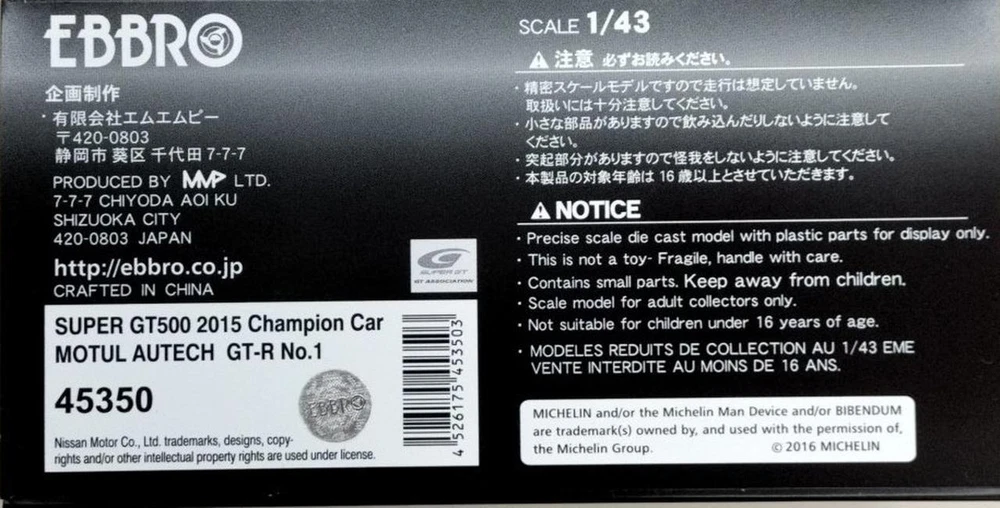 EBBRO
企画制作
・有限会社エムエムピー
〒420-0803
静岡市 葵区 千代田 7-7-7
PRODUCED BY MMP LTD.
7-7-7 CHIYODA AOI KU
SHIZUOKA CITY
420-0803 JAPAN
http://ebbro.co.jp
CRAFTED IN CHINA
SUPER GT
GT ASSOCIATION
SUPER GT500 2015 Champion Car
MOTUL AUTECH GT-R No.1
45350
EBBRO
Nissan Motor Co., Ltd. trademarks, designs, copy-
rights and/or other intellectual property rights are used under license.
4 526175 453503
SCALE 1/43
注意 必ずお読みください。
・精密スケールモデルですので走行は想定していません。
取扱いには十分注意してください。
・小さな部品がありますので飲み込んだりしないように注意して
ください。
・突起部分がありますので怪我をしないように注意してください。
・本製品の対象年齢は 16 歳以上とさせていただきます。
NOTICE
・Precise scale die cast model with plastic parts for display only.
・This is not a toy- Fragile, handle with care.
・Contains small parts. Keep away from children.
・Scale model for adult collectors only.
・Not suitable for children under 16 years of age.
・MODELES REDUITS DE COLLECTION AU 1/43 EME
VENTE INTERDITE AU MOINS DE 16 ANS.
MICHELIN and/or the Michelin Man Device and/or BIBENDUM
are trademark(s) owned by, and used with the permission of,
the Michelin Group.
© 2016 MICHELIN